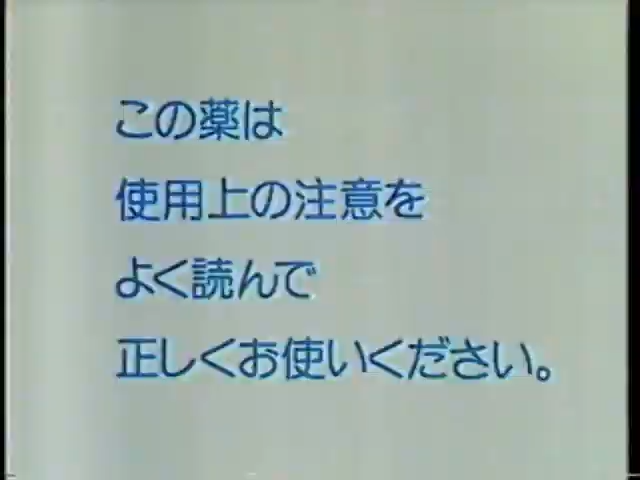 この薬は
使用上の注意を
よく読んで
正しくお使いください。